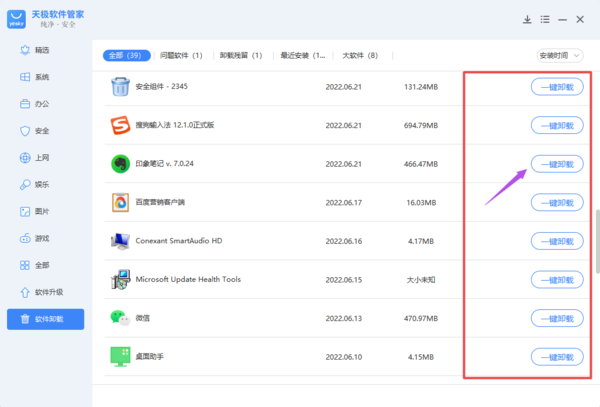 yesky
天极软件管家
纯净·安全
精选
系统
办公
安全
上网
娱乐
图片
游戏
全部
软件升级
软件卸载
全部（39） 问题软件（1） 卸载残留（1） 最近安装（1... 大软件（8） 安装时间
安全组件 - 2345 2022.06.21 131.24MB 一键卸载
搜狗输入法 12.1.0正式版 2022.06.21 694.79MB 一键卸载
印象笔记 v. 7.0.24 2022.06.21 466.47MB 一键卸载
百度营销客户端 2022.06.17 16.03MB 一键卸载
Conexant SmartAudio HD 2022.06.16 4.17MB 一键卸载
Microsoft Update Health Tools 2022.06.15 大小未知 一键卸载
微信 2022.06.13 470.97MB 一键卸载
桌面助手 2022.06.10 4.15MB 一键卸载